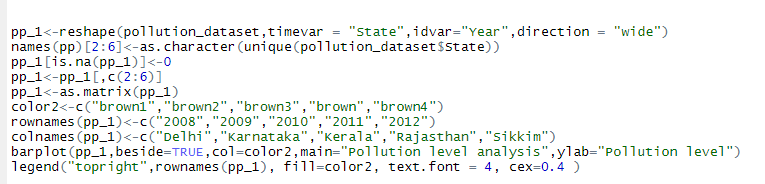 pp_1<-reshape(pollution_dataset,timevar = "State",idvar="Year",direction = "wide")
names(pp)[2:6]<-as.character(unique(pollution_dataset$State))
pp_1[is.na(pp_1)]<-0
pp_1<-pp_1[,c(2:6)]
pp_1<-as.matrix(pp_1)
color2<-c("brown1","brown2","brown3","brown","brown4")
rownames(pp_1)<-c("2008","2009","2010","2011","2012")
colnames(pp_1)<-c("Delhi","Karnataka","Kerala","Rajasthan","Sikkim")
barplot(pp_1,beside=TRUE,col=color2,main="Pollution level analysis",ylab="Pollution level")
legend("topright",rownames(pp_1), fill=color2, text.font = 4, cex=0.4 )